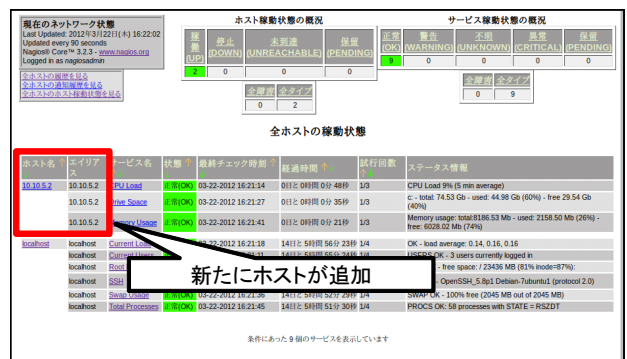 現在のネットワーク状態
Last Updated: 2012年3月22日(木) 16:22:02
Updated every 90 seconds
Nagios® Core™ 3.2.3 - www.nagios.org
Logged in as nagiosadmin
全ホストの履歴を見る
全ホストの通知履歴を見る
全ホストのホスト稼動状態を見る
ホスト稼動状態の概況
稼働(UP) 停止(DOWN) 未到達(UNREACHABLE) 保留(PENDING)
2 0 0 0
全障害 全タイプ
0 2
サービス稼動状態の概況
正常(OK) 警告(WARNING) 不明(UNKNOWN) 異常(CRITICAL) 保留(PENDING)
9 0 0 0 0
全障害 全タイプ
0 9
全ホストの稼動状態
ホスト名 エイリアス サービス名 状態 最終チェック時刻 経過時間 試行回数 ステータス情報
10.10.5.2 10.10.5.2 CPU Load 正常(OK) 03-22-2012 16:21:14 0日と 0時間 0分 48秒 1/3 CPU Load 9% (5 min average)
10.10.5.2 Drive Space 正常(OK) 03-22-2012 16:21:27 0日と 0時間 0分 35秒 1/3 c: - total: 74.53 Gb - used: 44.98 Gb (60%) - free 29.54 Gb (40%)
10.10.5.2 Memory Usage 正常(OK) 03-22-2012 16:21:41 0日と 0時間 0分 21秒 1/3 Memory usage: total:8186.53 Mb - used: 2158.50 Mb (26%) - free: 6028.02 Mb (74%)
localhost localhost Current Load 正常(OK) 03-22-2012 16:21:18 14日と 5時間 56分 23秒 1/4 OK - load average: 0.14, 0.16, 0.16
localhost Current Users 1/4 USERS OK - 3 users currently logged in
localhost Root - free space: / 23436 MB (81% inode=87%):
localhost SSH - OpenSSH_5.8p1 Debian-7ubuntu1 (protocol 2.0)
localhost Swap Usage 正常(OK) 03-22-2012 16:21:36 14日と 5時間 52分 29秒 1/4 SWAP OK - 100% free (2045 MB out of 2045 MB)
localhost Total Processes 正常(OK) 03-22-2012 16:21:45 14日と 5時間 51分 30秒 1/4 PROCS OK: 58 processes with STATE = RSZDT
新たにホストが追加
条件にあった 9 個のサービスを表示しています